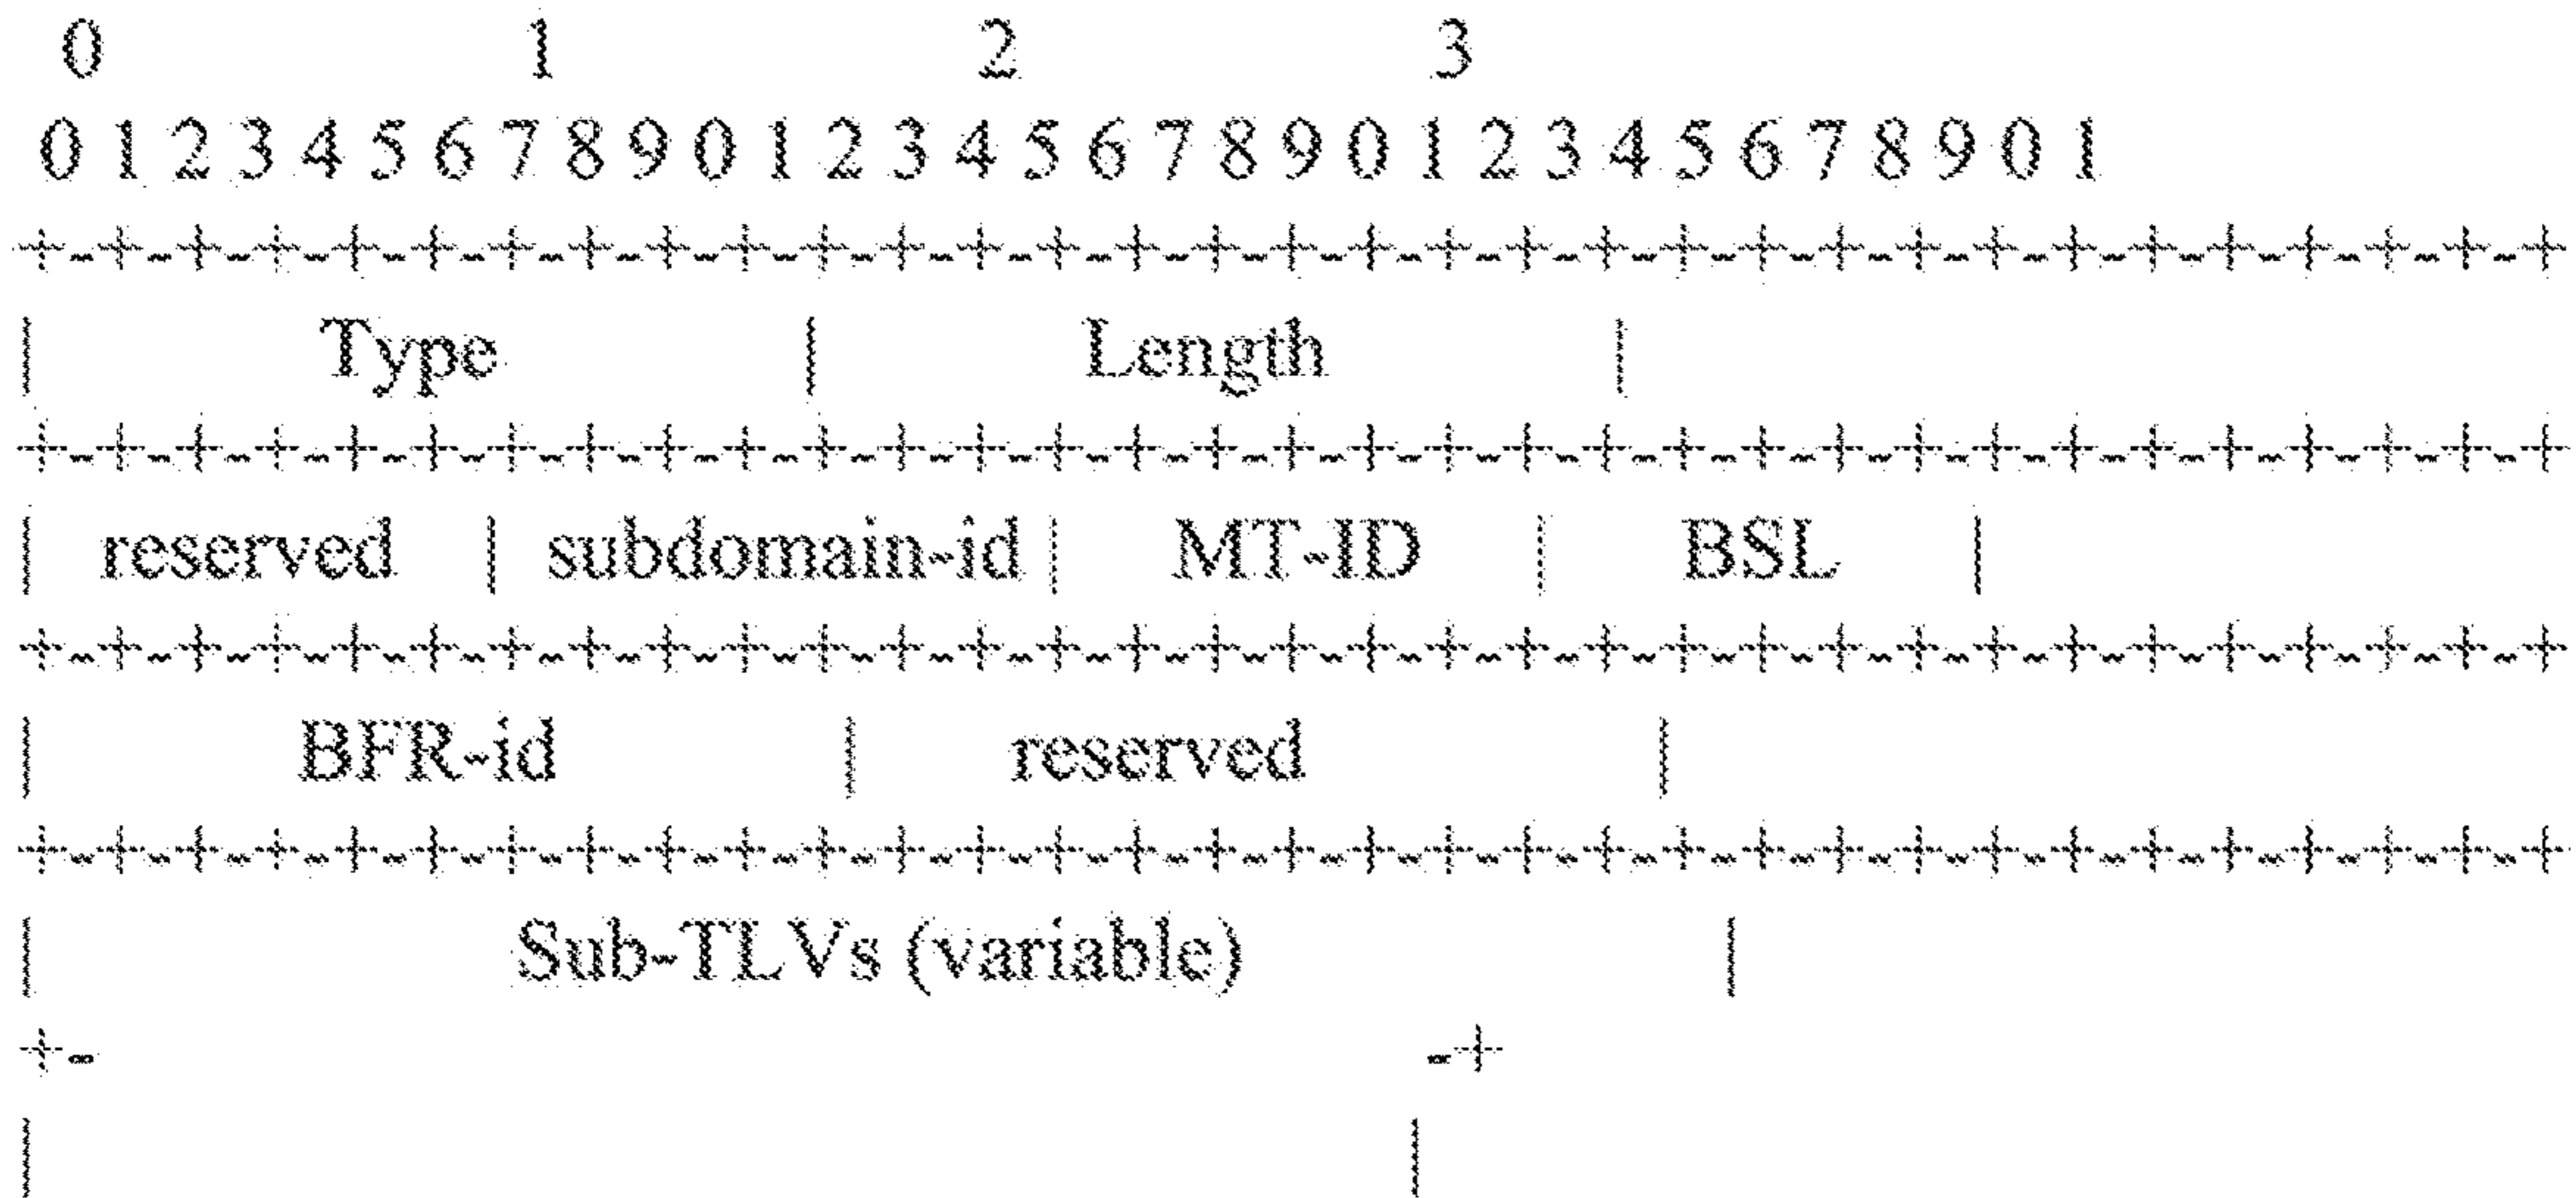 0 1 2 3
0 1 2 3 4 5 6 7 8 9 0 1 2 3 4 5 6 7 8 9 0 1 2 3 4 5 6 7 8 9 0 1
+-+-+-+-+-+-+-+-+-+-+-+-+-+-+-+-+-+-+-+-+-+-+-+-+-+-+-+-+-+-+-+-+
| Type | Length |
+-+-+-+-+-+-+-+-+-+-+-+-+-+-+-+-+-+-+-+-+-+-+-+-+-+-+-+-+-+-+-+-+
| reserved | subdomain-id | MT-ID | BSL |
+-+-+-+-+-+-+-+-+-+-+-+-+-+-+-+-+-+-+-+-+-+-+-+-+-+-+-+-+-+-+-+-+
| BFR-id | reserved |
+-+-+-+-+-+-+-+-+-+-+-+-+-+-+-+-+-+-+-+-+-+-+-+-+-+-+-+-+-+-+-+-+
| Sub-TLVs (variable) |
+- -+
| |